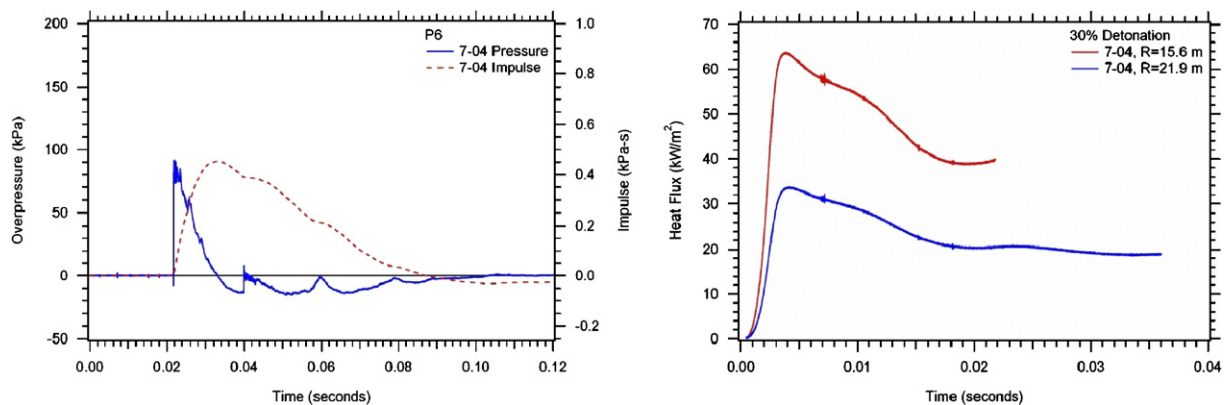 P6
7-04 Pressure
7-04 Impulse
Overpressure (kPa)
200
150
100
50
0
-50
1.0
0.8
0.6
0.4
0.2
0.0
-0.2
Impulse (kPa-s)
0.00 0.02 0.04 0.06 0.08 0.10 0.12
Time (seconds)
30% Detonation
7-04, R=15.6 m
7-04, R=21.9 m
Heat Flux (kW/m²)
70
60
50
40
30
20
10
0
0.00 0.01 0.02 0.03 0.04
Time (seconds)